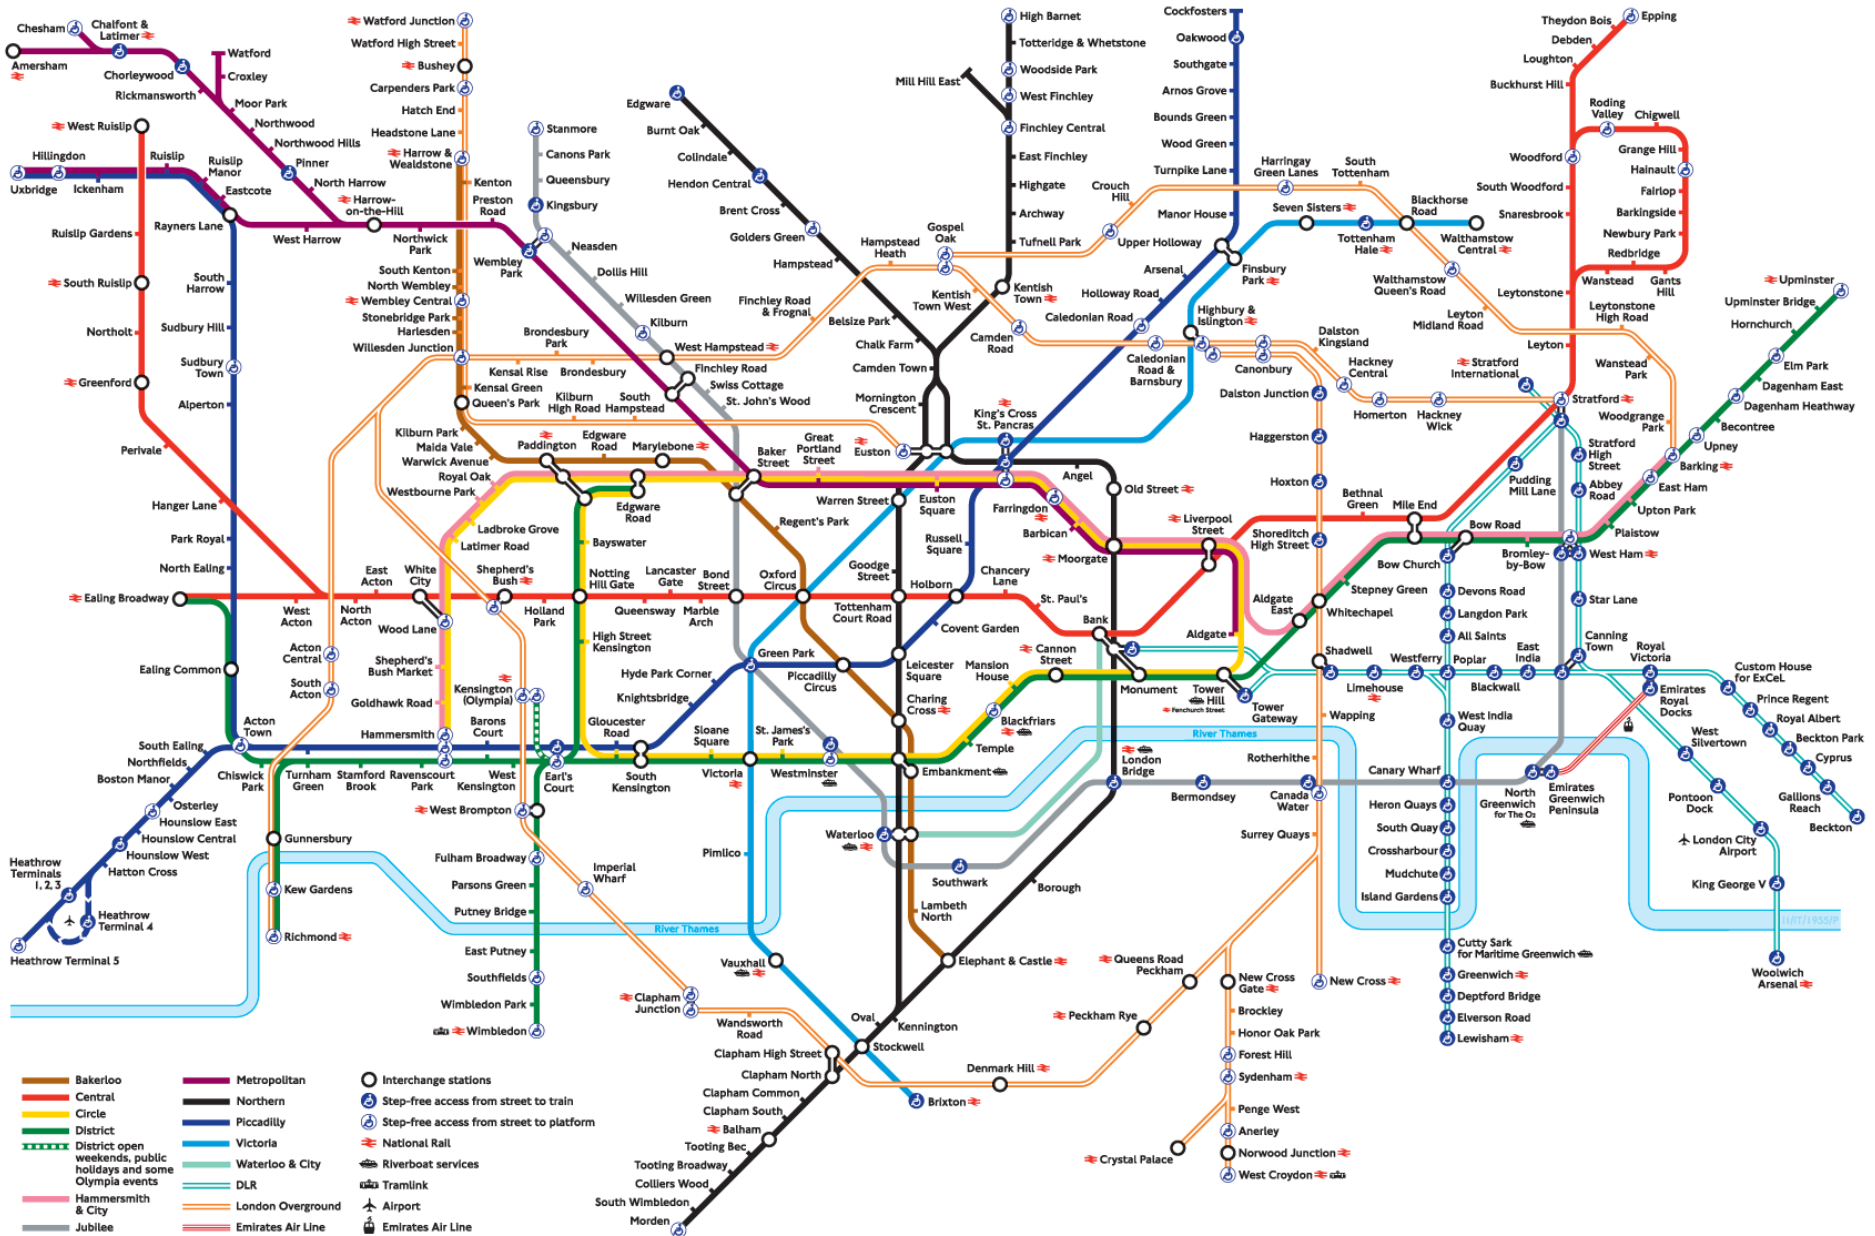 Chesham
Chalfont &
Latimer
Amersham
Chorleywood
Rickmansworth
Watford
Croxley
Moor Park
Northwood
Northwood Hills
Pinner
North Harrow
Harrow-
on-the-Hill
West Ruislip
Hillingdon
Uxbridge
Ickenham
Ruislip
Ruislip
Manor
Eastcote
Rayners Lane
West Harrow
Northwick
Park
Preston
Road
Ruislip Gardens
South Ruislip
Northolt
Greenford
Perivale
Hanger Lane
South
Harrow
Sudbury Hill
Sudbury
Town
Alperton
Park Royal
North Ealing
Ealing Broadway
Ealing Common
West
Acton
North
Acton
East
Acton
White
City
Wood Lane
Shepherd's
Bush
Holland
Park
Notting
Hill Gate
Queensway
Lancaster
Gate
Marble
Arch
Bond
Street
Oxford
Circus
Tottenham
Court Road
Holborn
Chancery
Lane
St. Paul's
Bank
Watford Junction
Watford High Street
Bushey
Carpenders Park
Hatch End
Headstone Lane
Harrow &
Wealdstone
Kenton
South Kenton
North Wembley
Wembley Central
Stonebridge Park
Harlesden
Willesden Junction
Kensal Green
Queen's Park
Kilburn Park
Maida Vale
Warwick Avenue
Royal Oak
Westbourne Park
Ladbroke Grove
Latimer Road
Stanmore
Canons Park
Queensbury
Kingsbury
Wembley
Park
Neasden
Dollis Hill
Willesden Green
Kilburn
West Hampstead
Finchley Road
Swiss Cottage
St. John's Wood
Brondesbury
Park
Kensal Rise
Brondesbury
Kilburn
High Road
South
Hampstead
Finchley Road
& Frognal
Hampstead
Heath
Gospel
Oak
Kentish
Town West
Camden
Road
Caledonian
Road &
Barnsbury
Paddington
Edgware
Road
Marylebone
Baker
Street
Great
Portland
Street
Edgware
Road
Bayswater
Regent's Park
Edgware
Burnt Oak
Colindale
Hendon Central
Brent Cross
Golders Green
Hampstead
Belsize Park
Chalk Farm
Camden Town
Mornington
Crescent
Euston
Warren Street
Euston
Square
Goodge
Street
Russell
Square
High Barnet
Totteridge & Whetstone
Woodside Park
West Finchley
Mill Hill East
Finchley Central
East Finchley
Highgate
Archway
Tufnell Park
Kentish
Town
King's Cross
St. Pancras
Angel
Old Street
Farringdon
Barbican
Moorgate
Liverpool
Street
Cockfosters
Oakwood
Southgate
Arnos Grove
Bounds Green
Wood Green
Turnpike Lane
Manor House
Crouch
Hill
Upper Holloway
Harringay
Green Lanes
South
Tottenham
Arsenal
Holloway Road
Caledonian Road
Finsbury
Park
Seven Sisters
Tottenham
Hale
Blackhorse
Road
Walthamstow
Central
Walthamstow
Queen's Road
Leyton
Midland Road
Leytonstone
High Road
Wanstead
Park
Woodgrange
Park
Highbury &
Islington
Canonbury
Dalston
Kingsland
Hackney
Central
Homerton
Hackney
Wick
Dalston Junction
Haggerston
Hoxton
Shoreditch
High Street
Epping
Theydon Bois
Debden
Loughton
Buckhurst Hill
Roding
Valley
Chigwell
Grange Hill
Hainault
Fairlop
Barkingside
Newbury Park
Redbridge
Wanstead
Gants
Hill
Woodford
South Woodford
Snaresbrook
Leytonstone
Leyton
Stratford
International
Stratford
Stratford
High
Street
Abbey
Road
Pudding
Mill Lane
Bethnal
Green
Mile End
Bow Road
Bow Church
Bromley-
by-Bow
West Ham
Plaistow
Upton Park
East Ham
Barking
Upney
Becontree
Dagenham Heathway
Dagenham East
Elm Park
Hornchurch
Upminster Bridge
Upminster
Stepney Green
Whitechapel
Aldgate
East
Aldgate
Devons Road
Langdon Park
All Saints
Star Lane
Canning
Town
Royal
Victoria
Custom House
for ExCeL
Prince Regent
Royal Albert
Beckton Park
Cyprus
Gallions
Reach
Beckton
Emirates
Royal
Docks
West
Silvertown
Pontoon
Dock
London City
Airport
King George V
Woolwich
Arsenal
Shadwell
Limehouse
Westferry
Poplar
Blackwall
East
India
West India
Quay
Canary Wharf
Heron Quays
South Quay
Crossharbour
Mudchute
Island Gardens
Cutty Sark
for Maritime Greenwich
Greenwich
Deptford Bridge
Elverson Road
Lewisham
North
Greenwich
for The O2
Emirates
Greenwich
Peninsula
Acton
Central
South
Acton
Shepherd's
Bush Market
Goldhawk Road
Hammersmith
Kensington
(Olympia)
Barons
Court
High Street
Kensington
Gloucester
Road
Hyde Park Corner
Knightsbridge
Green Park
Piccadilly
Circus
Leicester
Square
Covent Garden
Charing
Cross
Mansion
House
Cannon
Street
Monument
Tower
Hill
Fenchurch Street
Tower
Gateway
Blackfriars
Temple
Embankment
Westminster
St. James's
Park
Sloane
Square
Victoria
South
Kensington
Earl's
Court
West
Kensington
Ravenscourt
Park
Stamford
Brook
Turnham
Green
Chiswick
Park
Acton
Town
South Ealing
Northfields
Boston Manor
Osterley
Hounslow East
Hounslow Central
Hounslow West
Hatton Cross
Heathrow
Terminals
1, 2, 3
Heathrow
Terminal 4
Heathrow Terminal 5
Gunnersbury
Kew Gardens
Richmond
West Brompton
Fulham Broadway
Parsons Green
Putney Bridge
East Putney
Southfields
Wimbledon Park
Wimbledon
Imperial
Wharf
Clapham
Junction
Wandsworth
Road
Pimlico
Vauxhall
Waterloo
Southwark
Lambeth
North
Elephant & Castle
Borough
London
Bridge
Bermondsey
Canada
Water
Wapping
Rotherhithe
Surrey Quays
River Thames
River Thames
Oval
Kennington
Stockwell
Brixton
Clapham High Street
Clapham North
Clapham Common
Clapham South
Balham
Tooting Bec
Tooting Broadway
Colliers Wood
South Wimbledon
Morden
Denmark Hill
Peckham Rye
Queens Road
Peckham
New Cross
Gate
New Cross
Brockley
Honor Oak Park
Forest Hill
Sydenham
Penge West
Anerley
Norwood Junction
Crystal Palace
West Croydon
Bakerloo
Central
Circle
District
District open
weekends, public
holidays and some
Olympia events
Hammersmith
& City
Jubilee
Metropolitan
Northern
Piccadilly
Victoria
Waterloo & City
DLR
London Overground
Emirates Air Line
Interchange stations
Step-free access from street to train
Step-free access from street to platform
National Rail
Riverboat services
Tramlink
Airport
Emirates Air Line